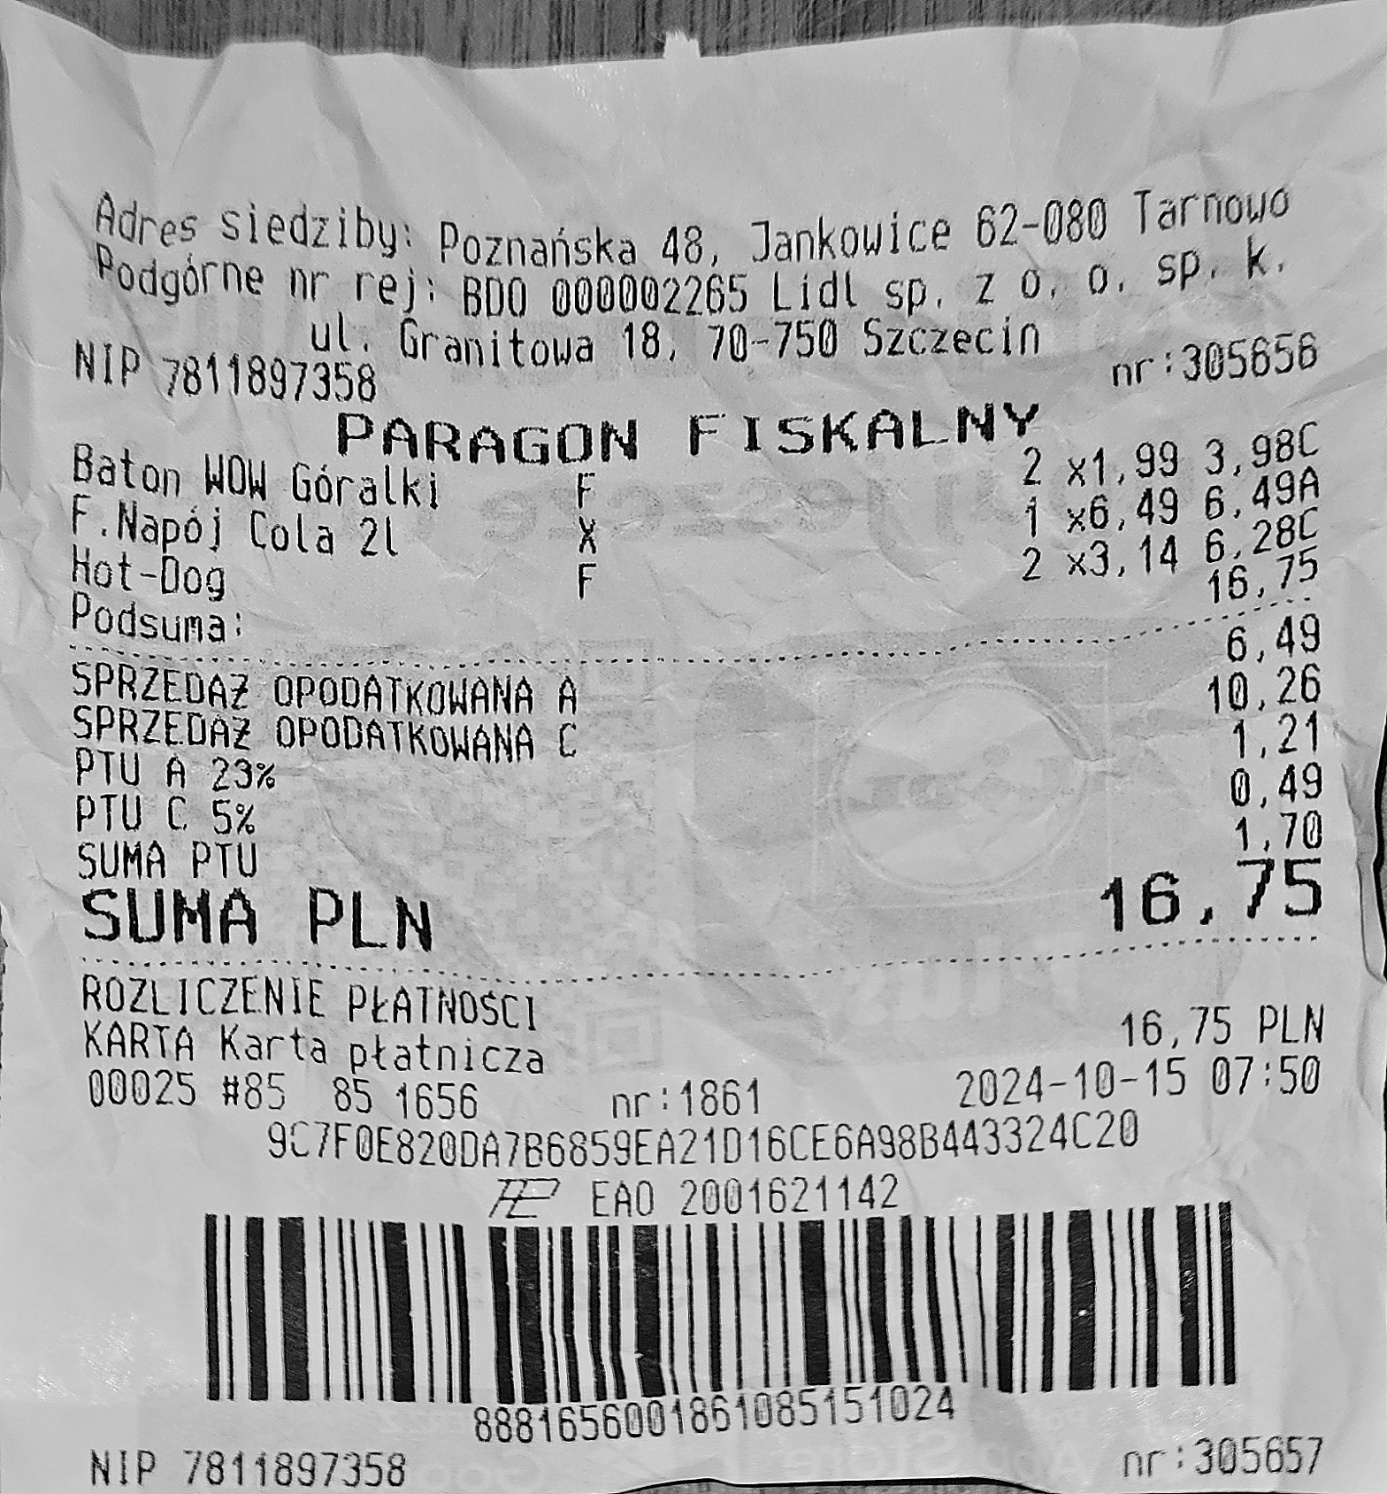 Adres siedziby: Poznańska 48, Jankowice 62-080 Tarnowo
Podgórne nr rej: BDO 000002265 Lidl sp. z o. o. sp. k.
ul. Granitowa 18, 70-750 Szczecin
NIP 7811897358 nr:305656
PARAGON FISKALNY
Baton WOW Góralki F 2 x1,99 3,98C
F.Napój Cola 2l X 1 x6,49 6,49A
Hot-Dog F 2 x3,14 6,28C
Podsuma: 16,75
SPRZEDAŻ OPODATKOWANA A 6,49
SPRZEDAŻ OPODATKOWANA C 10,26
PTU A 23% 1,21
PTU C 5% 0,49
SUMA PTU 1,70
SUMA PLN 16,75
ROZLICZENIE PŁATNOŚCI
KARTA Karta płatnicza 16,75 PLN
00025 #85 85 1656 nr:1861 2024-10-15 07:50
9C7F0E820DA7B6859EA21D16CE6A98B443324C20
EAO 2001621142
8881656001861085151024
NIP 7811897358 nr:305657